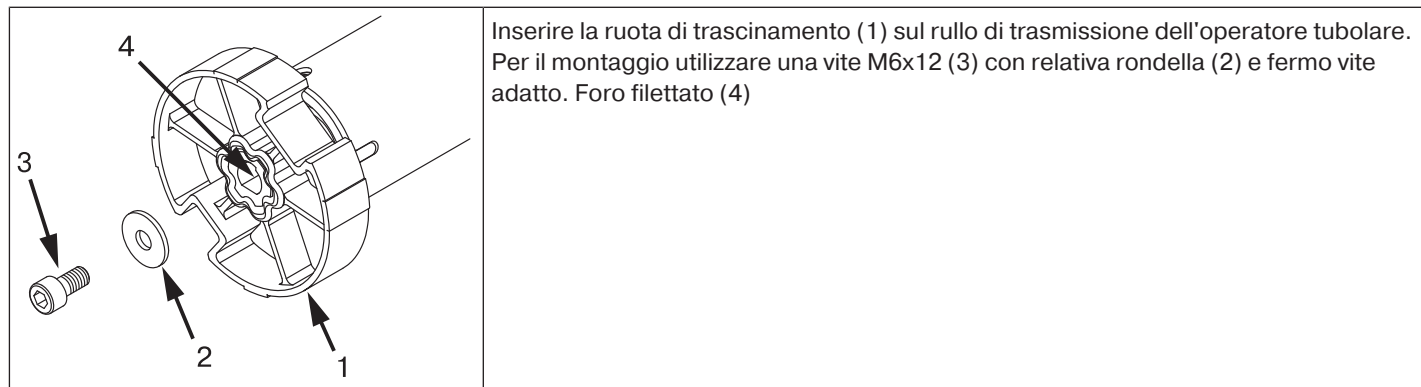 4
3
2
1
Inserire la ruota di trascinamento (1) sul rullo di trasmissione dell'operatore tubolare.
Per il montaggio utilizzare una vite M6x12 (3) con relativa rondella (2) e fermo vite
adatto. Foro filettato (4)